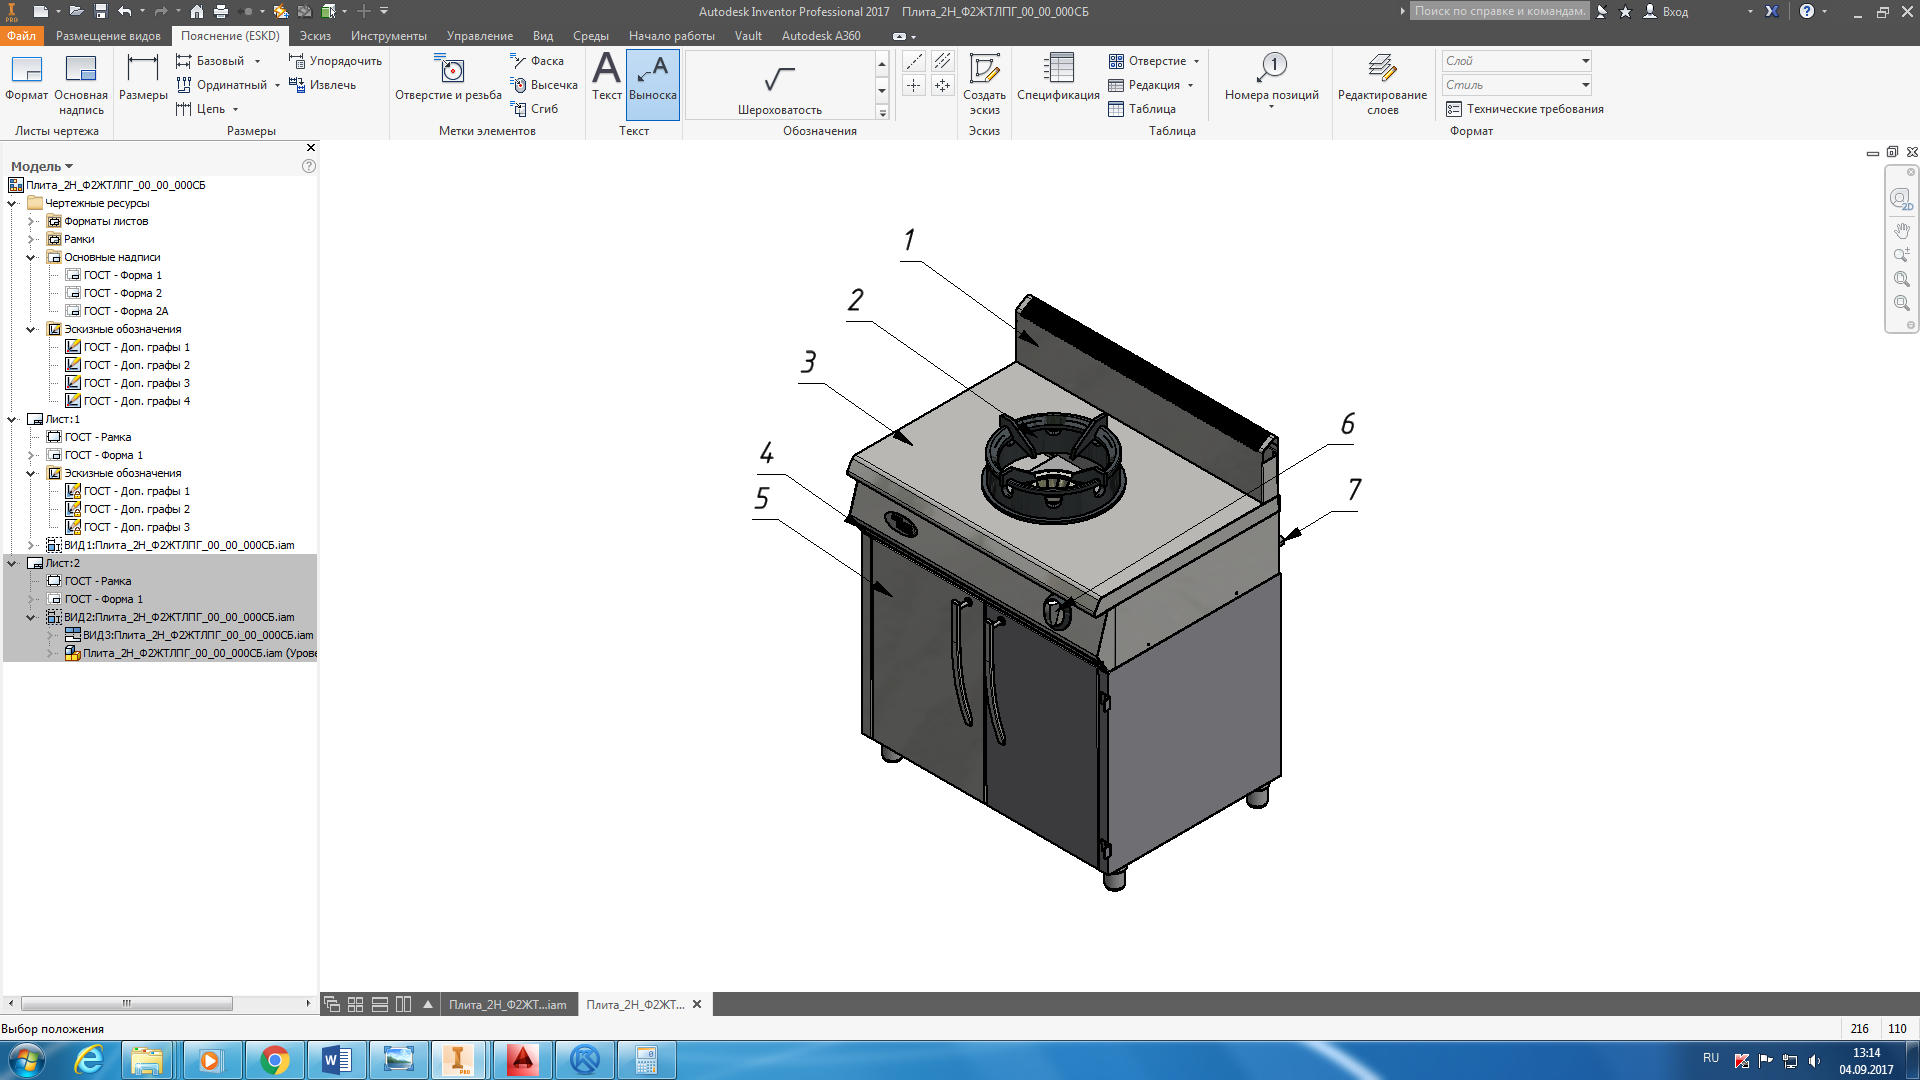 Autodesk Inventor Professional 2017 Плита_2Н_Ф2ЖТЛПГ_00_00_000СБ
Поиск по справке и командам.
Вход
PRO
Файл Размещение видов Пояснение (ESKD) Эскиз Инструменты Управление Вид Среды Начало работы Vault Autodesk A360
Формат
Основная надпись
Листы чертежа
Размеры
Базовый
Ординатный
Цепь
Упорядочить
Извлечь
Размеры
Отверстие и резьба
Фаска
Высечка
Сгиб
Метки элементов
Текст
Выноска
Текст
Шероховатость
Обозначения
Создать эскиз
Эскиз
Спецификация
Отверстие
Редакция
Таблица
Таблица
Номера позиций
Редактирование слоев
Слой
Стиль
Технические требования
Формат
Модель
Плита_2Н_Ф2ЖТЛПГ_00_00_000СБ
Чертежные ресурсы
Форматы листов
Рамки
Основные надписи
ГОСТ - Форма 1
ГОСТ - Форма 2
ГОСТ - Форма 2А
Эскизные обозначения
ГОСТ - Доп. графы 1
ГОСТ - Доп. графы 2
ГОСТ - Доп. графы 3
ГОСТ - Доп. графы 4
Лист:1
ГОСТ - Рамка
ГОСТ - Форма 1
Эскизные обозначения
ГОСТ - Доп. графы 1
ГОСТ - Доп. графы 2
ГОСТ - Доп. графы 3
ВИД1:Плита_2Н_Ф2ЖТЛПГ_00_00_000СБ.iam
Лист:2
ГОСТ - Рамка
ГОСТ - Форма 1
ВИД2:Плита_2Н_Ф2ЖТЛПГ_00_00_000СБ.iam
ВИД3:Плита_2Н_Ф2ЖТЛПГ_00_00_000СБ.iam
Плита_2Н_Ф2ЖТЛПГ_00_00_000СБ.iam (Урове
1
2
3
4
5
6
7
2D
Плита_2Н_Ф2ЖТ...iam
Плита_2Н_Ф2ЖТ...
Выбор положения
216 110
RU
13:14
04.09.2017